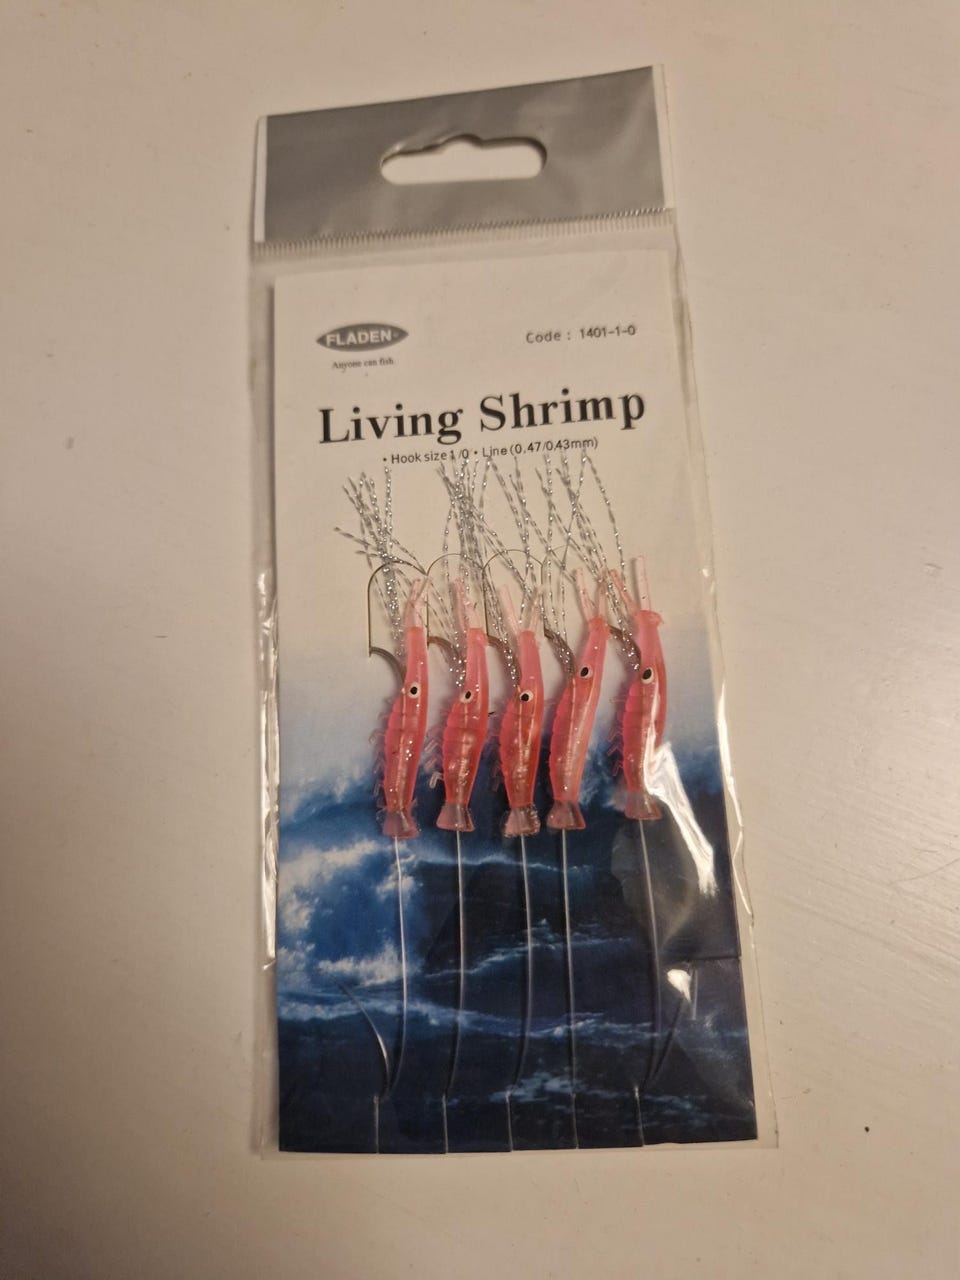 FLADEN
Code : 1401-1-0
Anyone can fish
Living Shrimp
• Hook size 1/0 • Line (0.47/0.43mm)